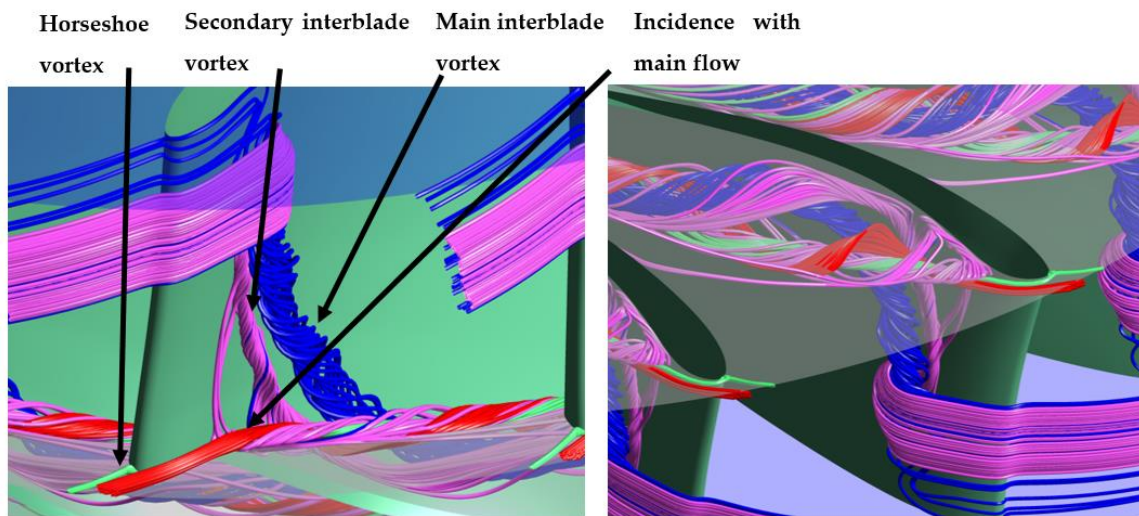 Horseshoe
vortex
Secondary interblade
vortex
Main interblade
vortex
Incidence with
main flow